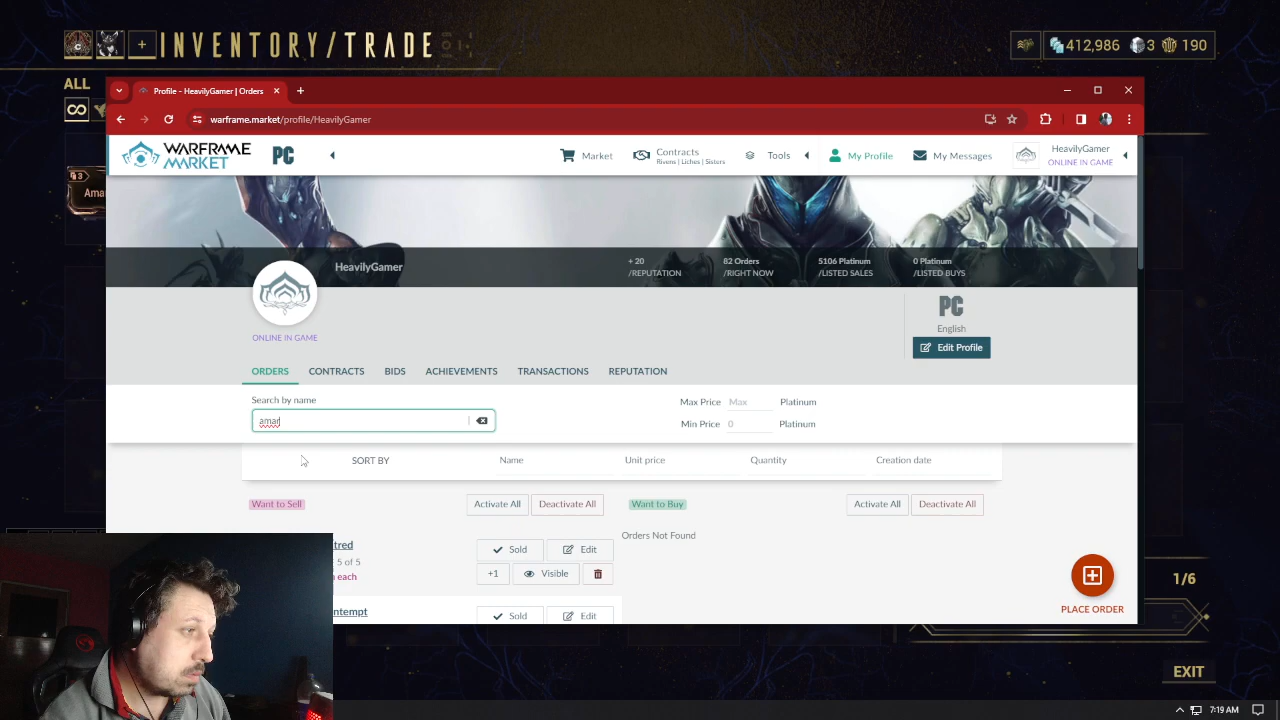 INVENTORY/TRADE
412,986 3 190
ALL
3
Amar
Profile - HeavilyGamer | Orders
warframe.market/profile/HeavilyGamer
WARFRAME
MARKET
PC
Market
Contracts
Rivens | Liches | Sisters
Tools
My Profile
My Messages
HeavilyGamer
ONLINE IN GAME
HeavilyGamer
+ 20
/REPUTATION
82 Orders
/RIGHT NOW
5106 Platinum
/LISTED SALES
0 Platinum
/LISTED BUYS
ONLINE IN GAME
PC
English
Edit Profile
ORDERS CONTRACTS BIDS ACHIEVEMENTS TRANSACTIONS REPUTATION
Search by name
amar
Max Price Max Platinum
Min Price 0 Platinum
SORT BY Name Unit price Quantity Creation date
Want to Sell Activate All Deactivate All
Want to Buy Activate All Deactivate All
Orders Not Found
tred
5 of 5
each
Sold Edit
+1 Visible
ntempt
Sold Edit
PLACE ORDER
1/6
EXIT
7:19 AM